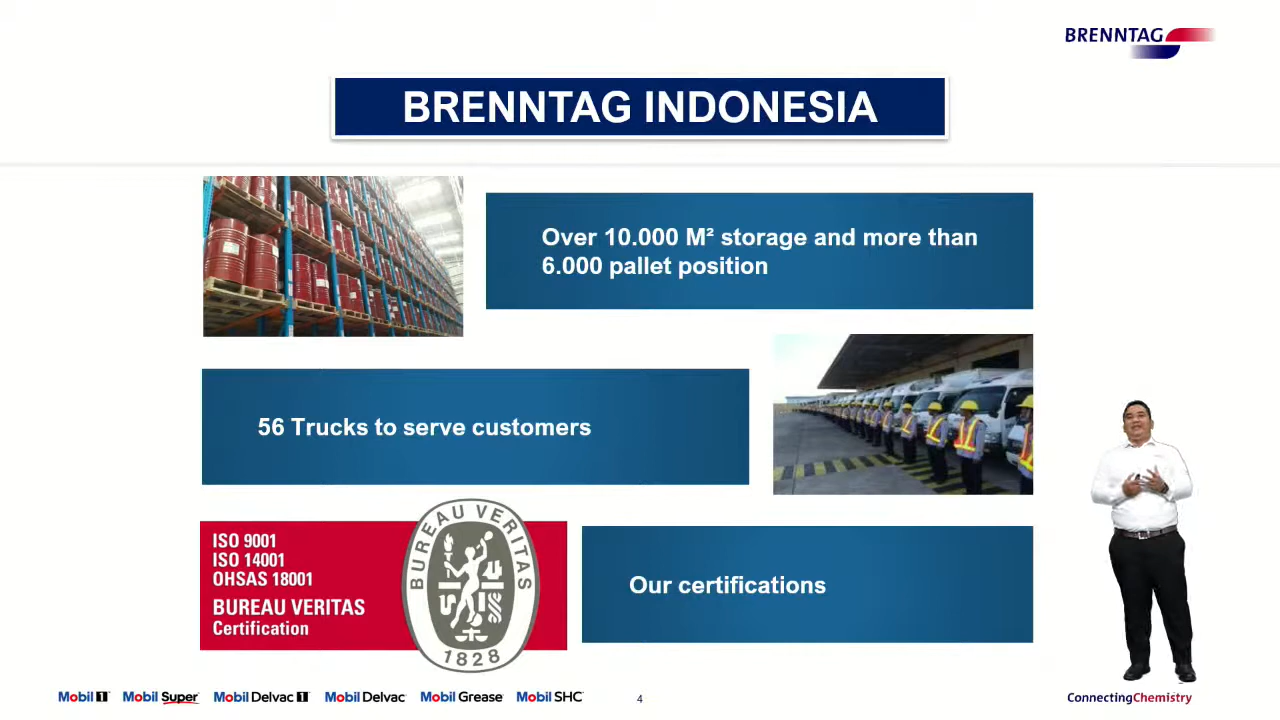 BRENNTAG
BRENNTAG INDONESIA
Over 10.000 M² storage and more than
6.000 pallet position
56 Trucks to serve customers
ISO 9001
ISO 14001
OHSAS 18001
BUREAU VERITAS
Certification
BUREAU VERITAS
1828
Our certifications
Mobil 1 Mobil Super Mobil Delvac 1 Mobil Delvac Mobil Grease Mobil SHC
4
ConnectingChemistry